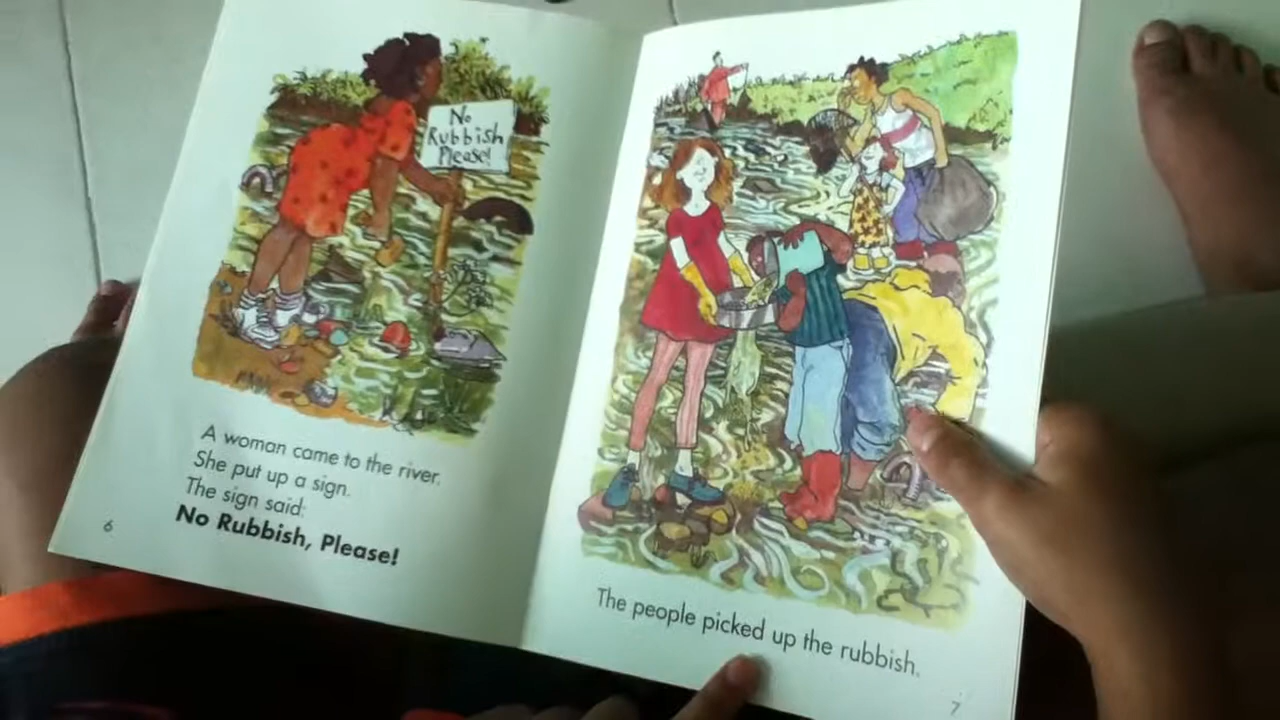 No
Rubbish
Please!
A woman came to the river.
She put up a sign.
The sign said:
No Rubbish, Please!
6
The people picked up the rubbish.
7